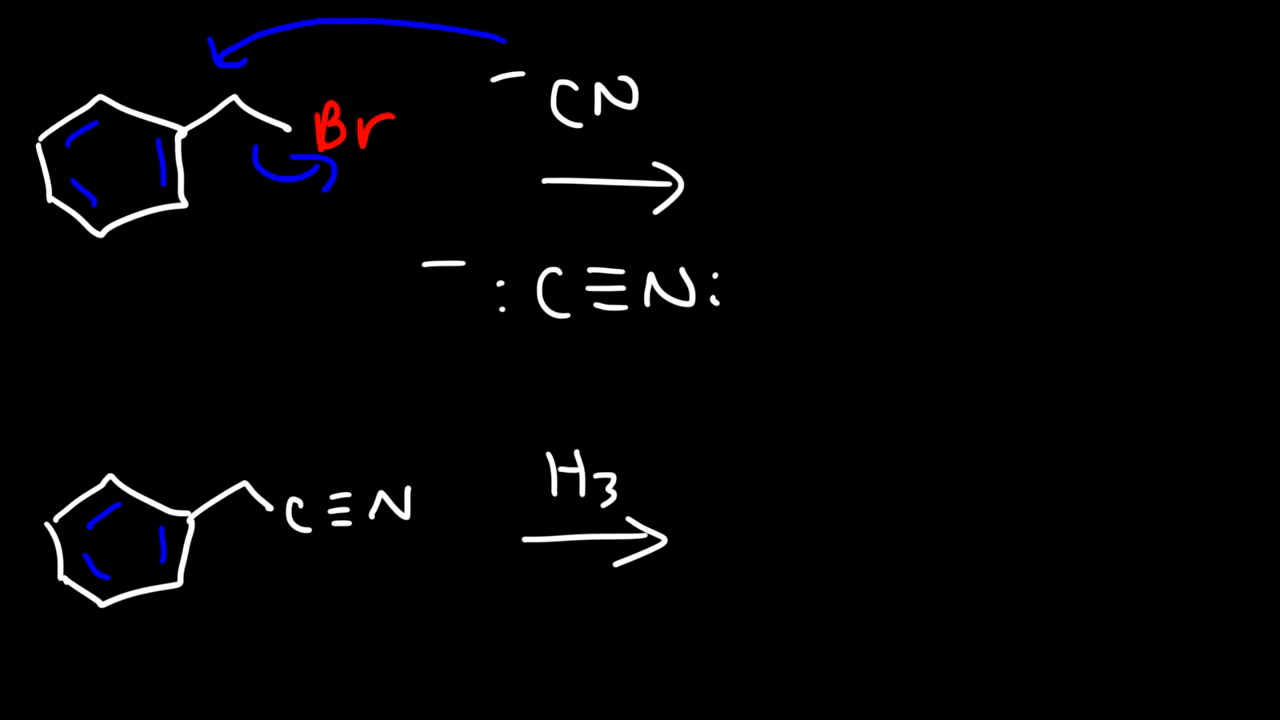 Br
⁻ CN
⁻ :C≡N:
C≡N
H3